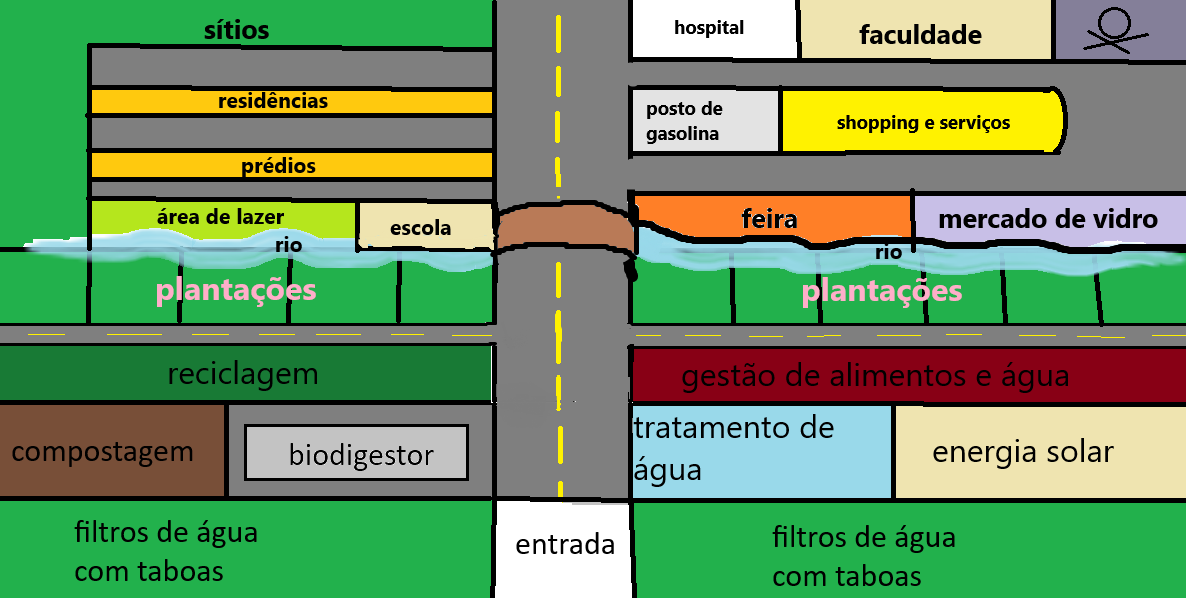 sítios
hospital
faculdade
residências
posto de
gasolina
shopping e serviços
prédios
área de lazer
escola
feira
mercado de vidro
rio
rio
plantações
plantações
reciclagem
gestão de alimentos e água
compostagem
biodigestor
tratamento de
água
energia solar
filtros de água
com taboas
entrada
filtros de água
com taboas